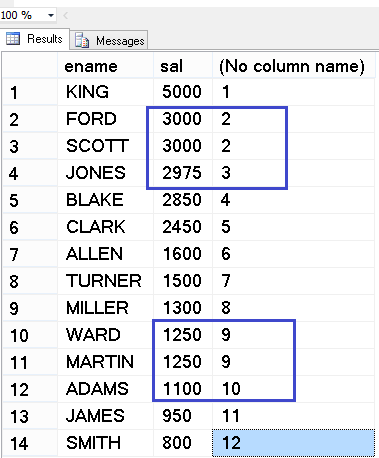 100 %
Results Messages
ename sal (No column name)
1 KING 5000 1
2 FORD 3000 2
3 SCOTT 3000 2
4 JONES 2975 3
5 BLAKE 2850 4
6 CLARK 2450 5
7 ALLEN 1600 6
8 TURNER 1500 7
9 MILLER 1300 8
10 WARD 1250 9
11 MARTIN 1250 9
12 ADAMS 1100 10
13 JAMES 950 11
14 SMITH 800 12